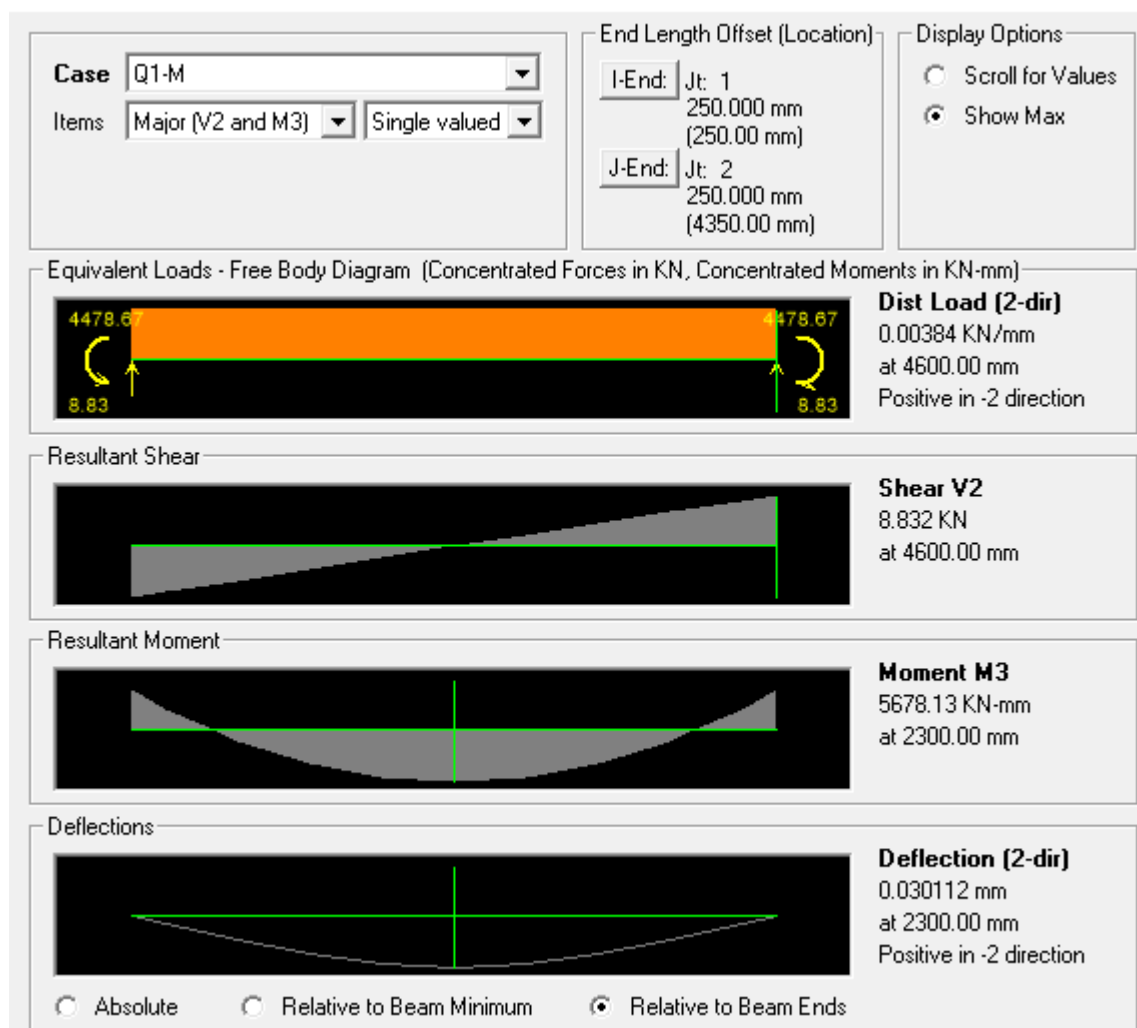 Case Q1-M
Items Major (V2 and M3) Single valued
End Length Offset (Location)
I-End: Jt: 1
250.000 mm
(250.00 mm)
J-End: Jt: 2
250.000 mm
(4350.00 mm)
Display Options
Scroll for Values
Show Max
Equivalent Loads - Free Body Diagram (Concentrated Forces in KN, Concentrated Moments in KN-mm)
4478.67 4478.67
8.83 8.83
Dist Load (2-dir)
0.00384 KN/mm
at 4600.00 mm
Positive in -2 direction
Resultant Shear
Shear V2
8.832 KN
at 4600.00 mm
Resultant Moment
Moment M3
5678.13 KN-mm
at 2300.00 mm
Deflections
Deflection (2-dir)
0.030112 mm
at 2300.00 mm
Positive in -2 direction
Absolute Relative to Beam Minimum Relative to Beam Ends